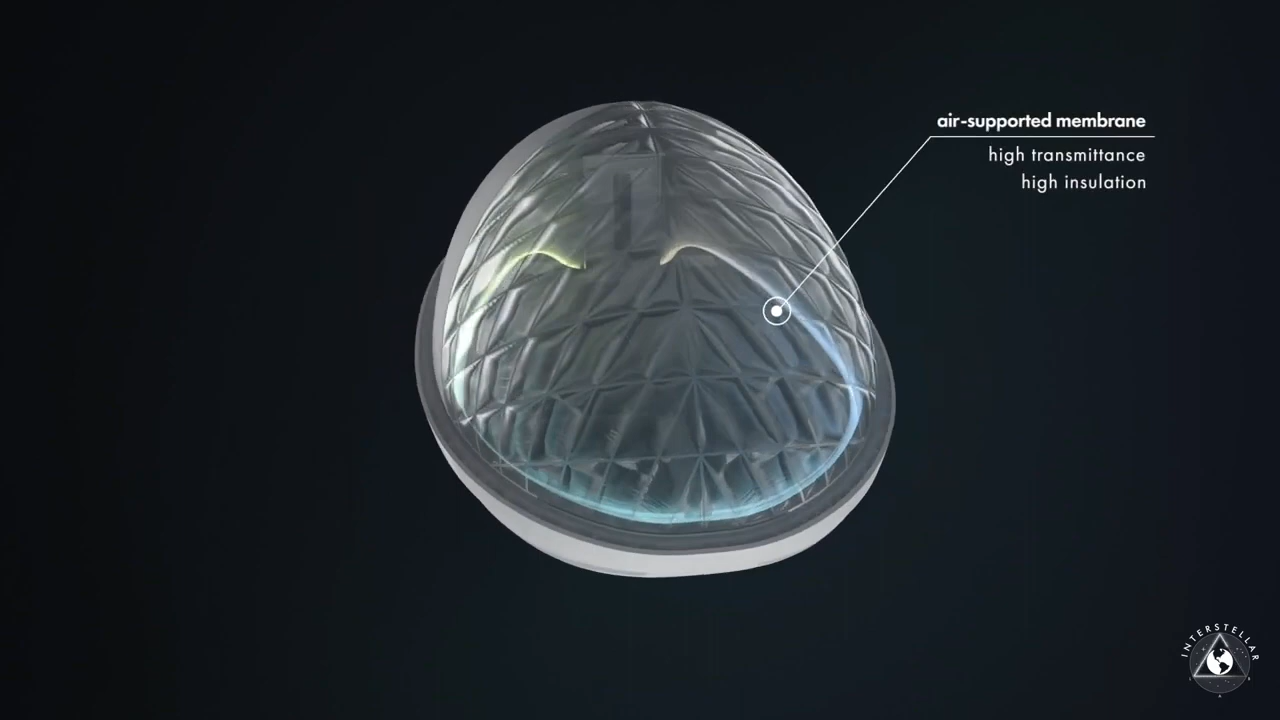 air-supported membrane
high transmittance
high insulation
INTERSTELLAR